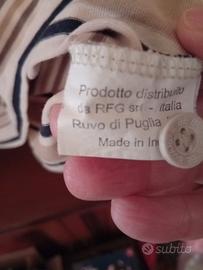 Prodotto distribuito
da RFG srl - Italia
Ruvo di Puglia
Made in In
subito